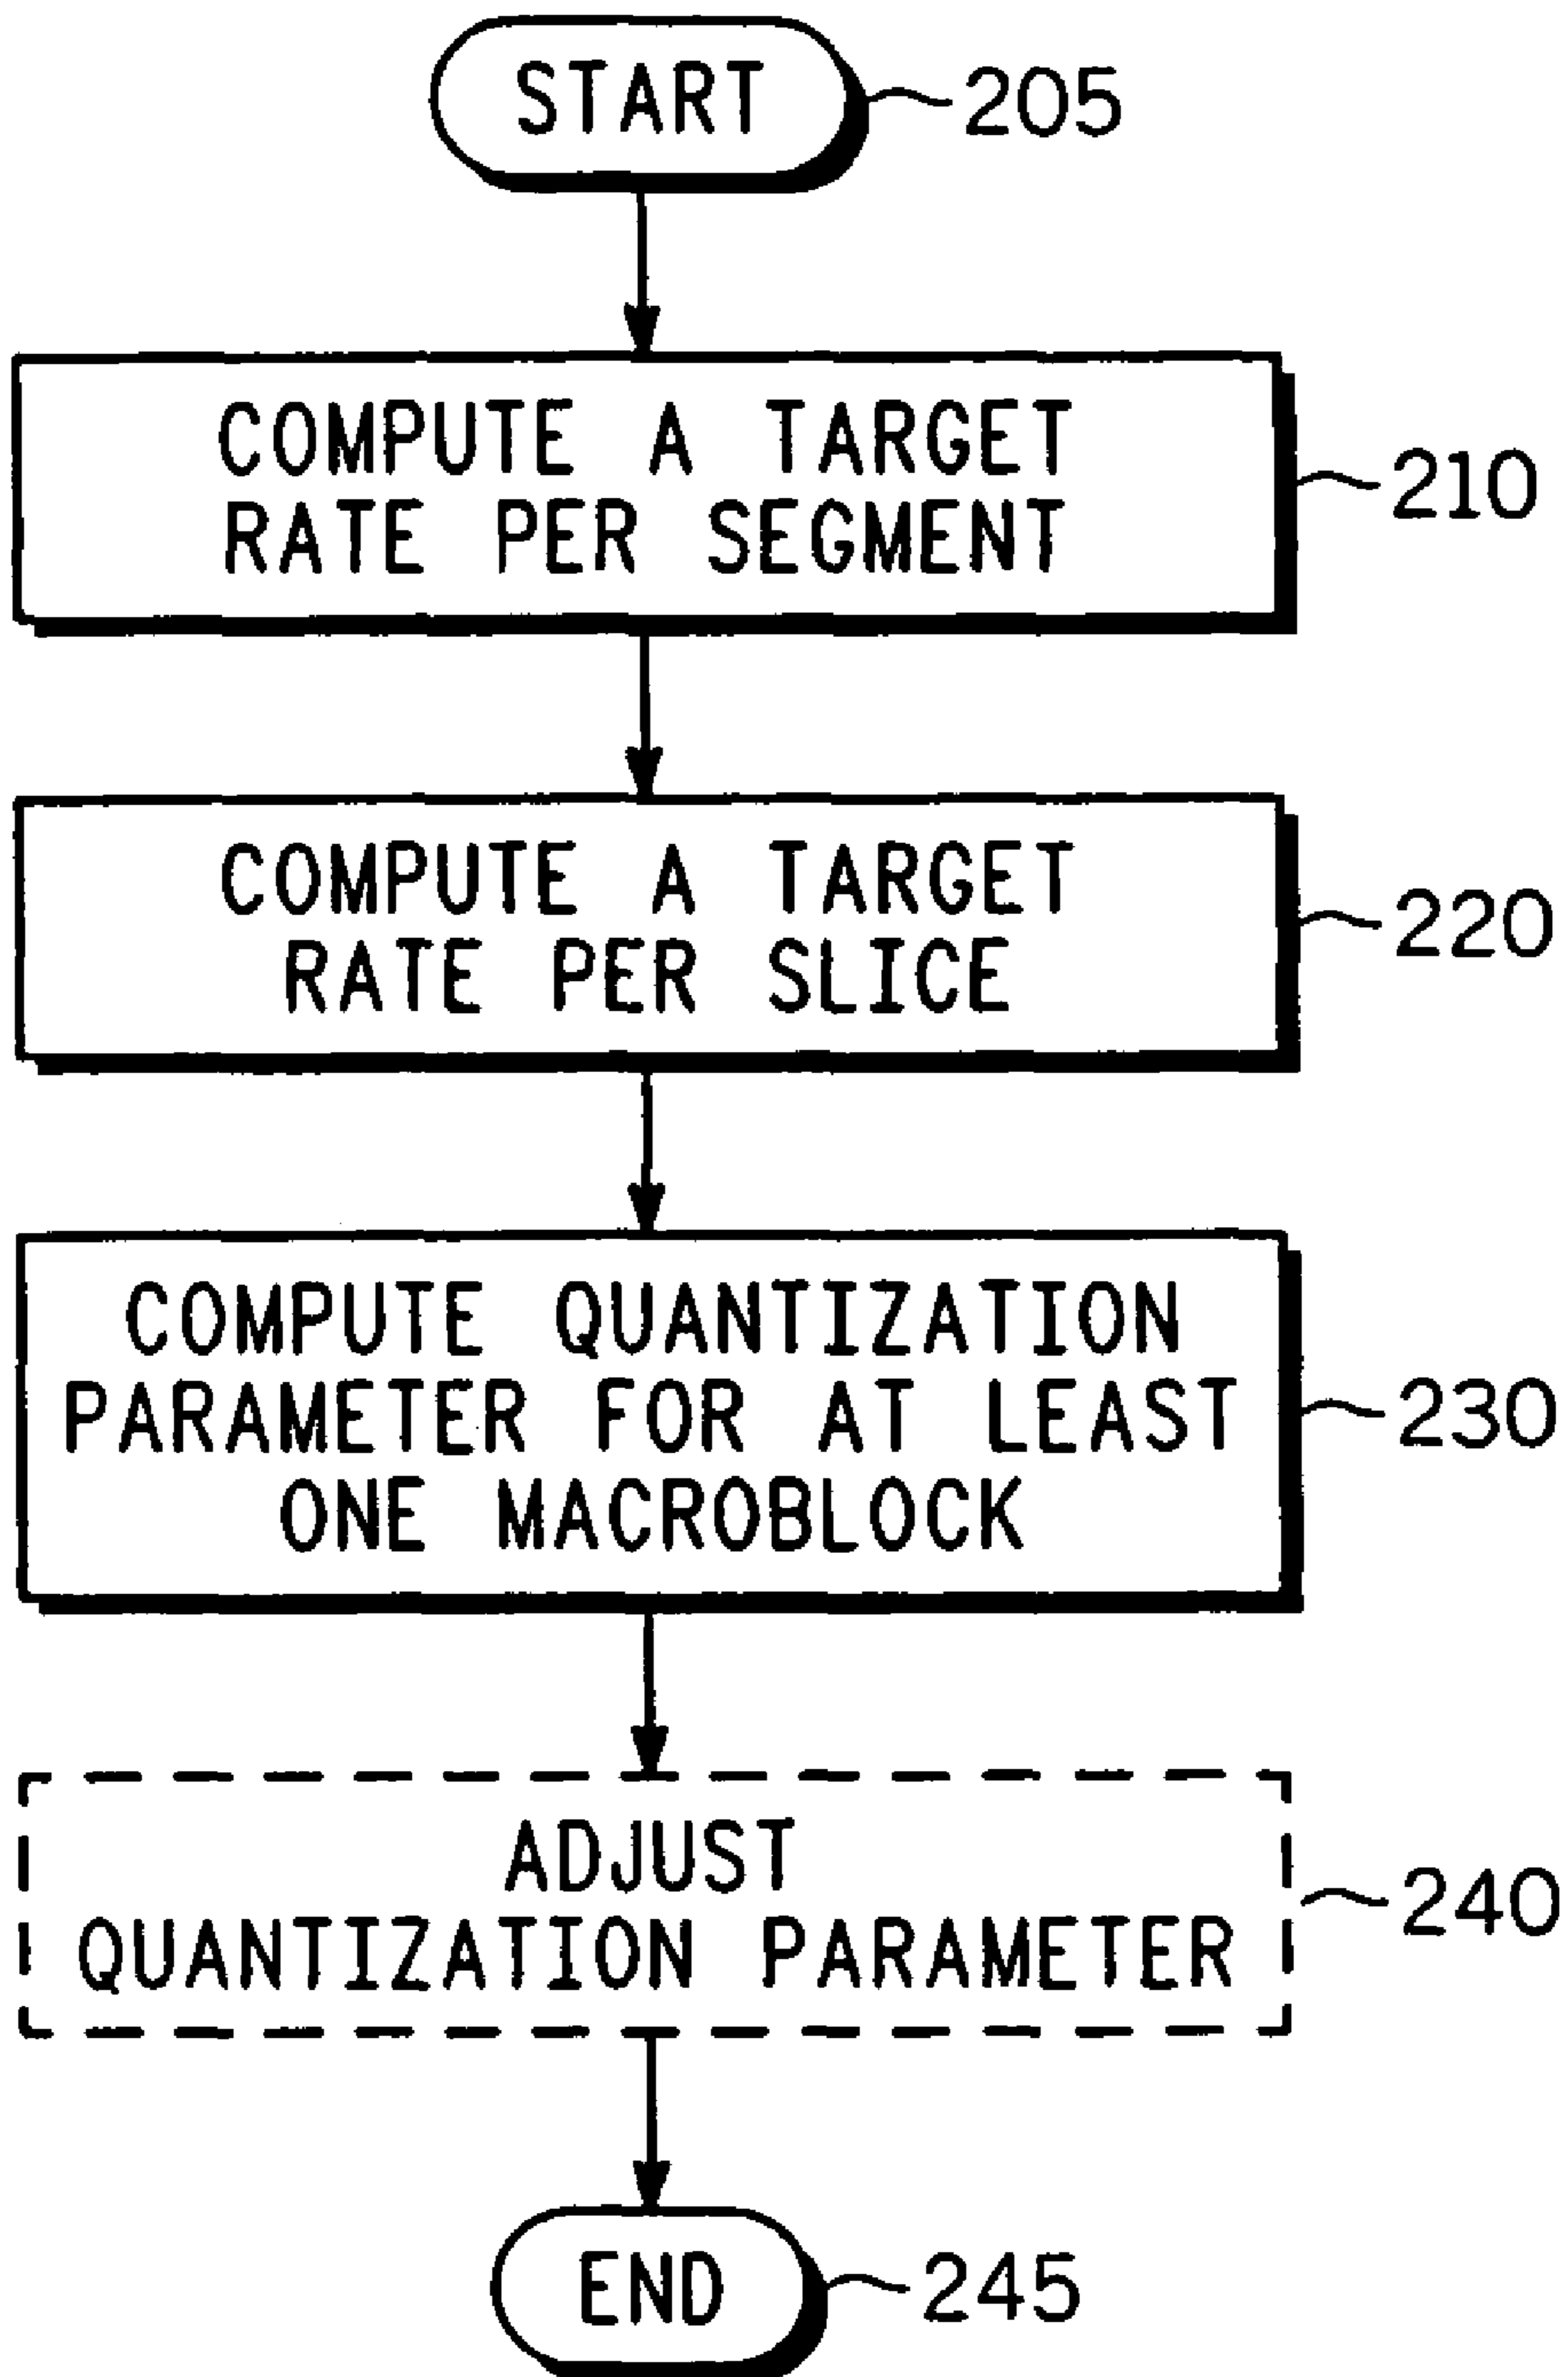 START
205
COMPUTE A TARGET
RATE PER SEGMENT
210
COMPUTE A TARGET
RATE PER SLICE
220
COMPUTE QUANTIZATION
PARAMETER FOR AT LEAST
ONE MACROBLOCK
230
ADJUST
QUANTIZATION PARAMETER
240
END
245